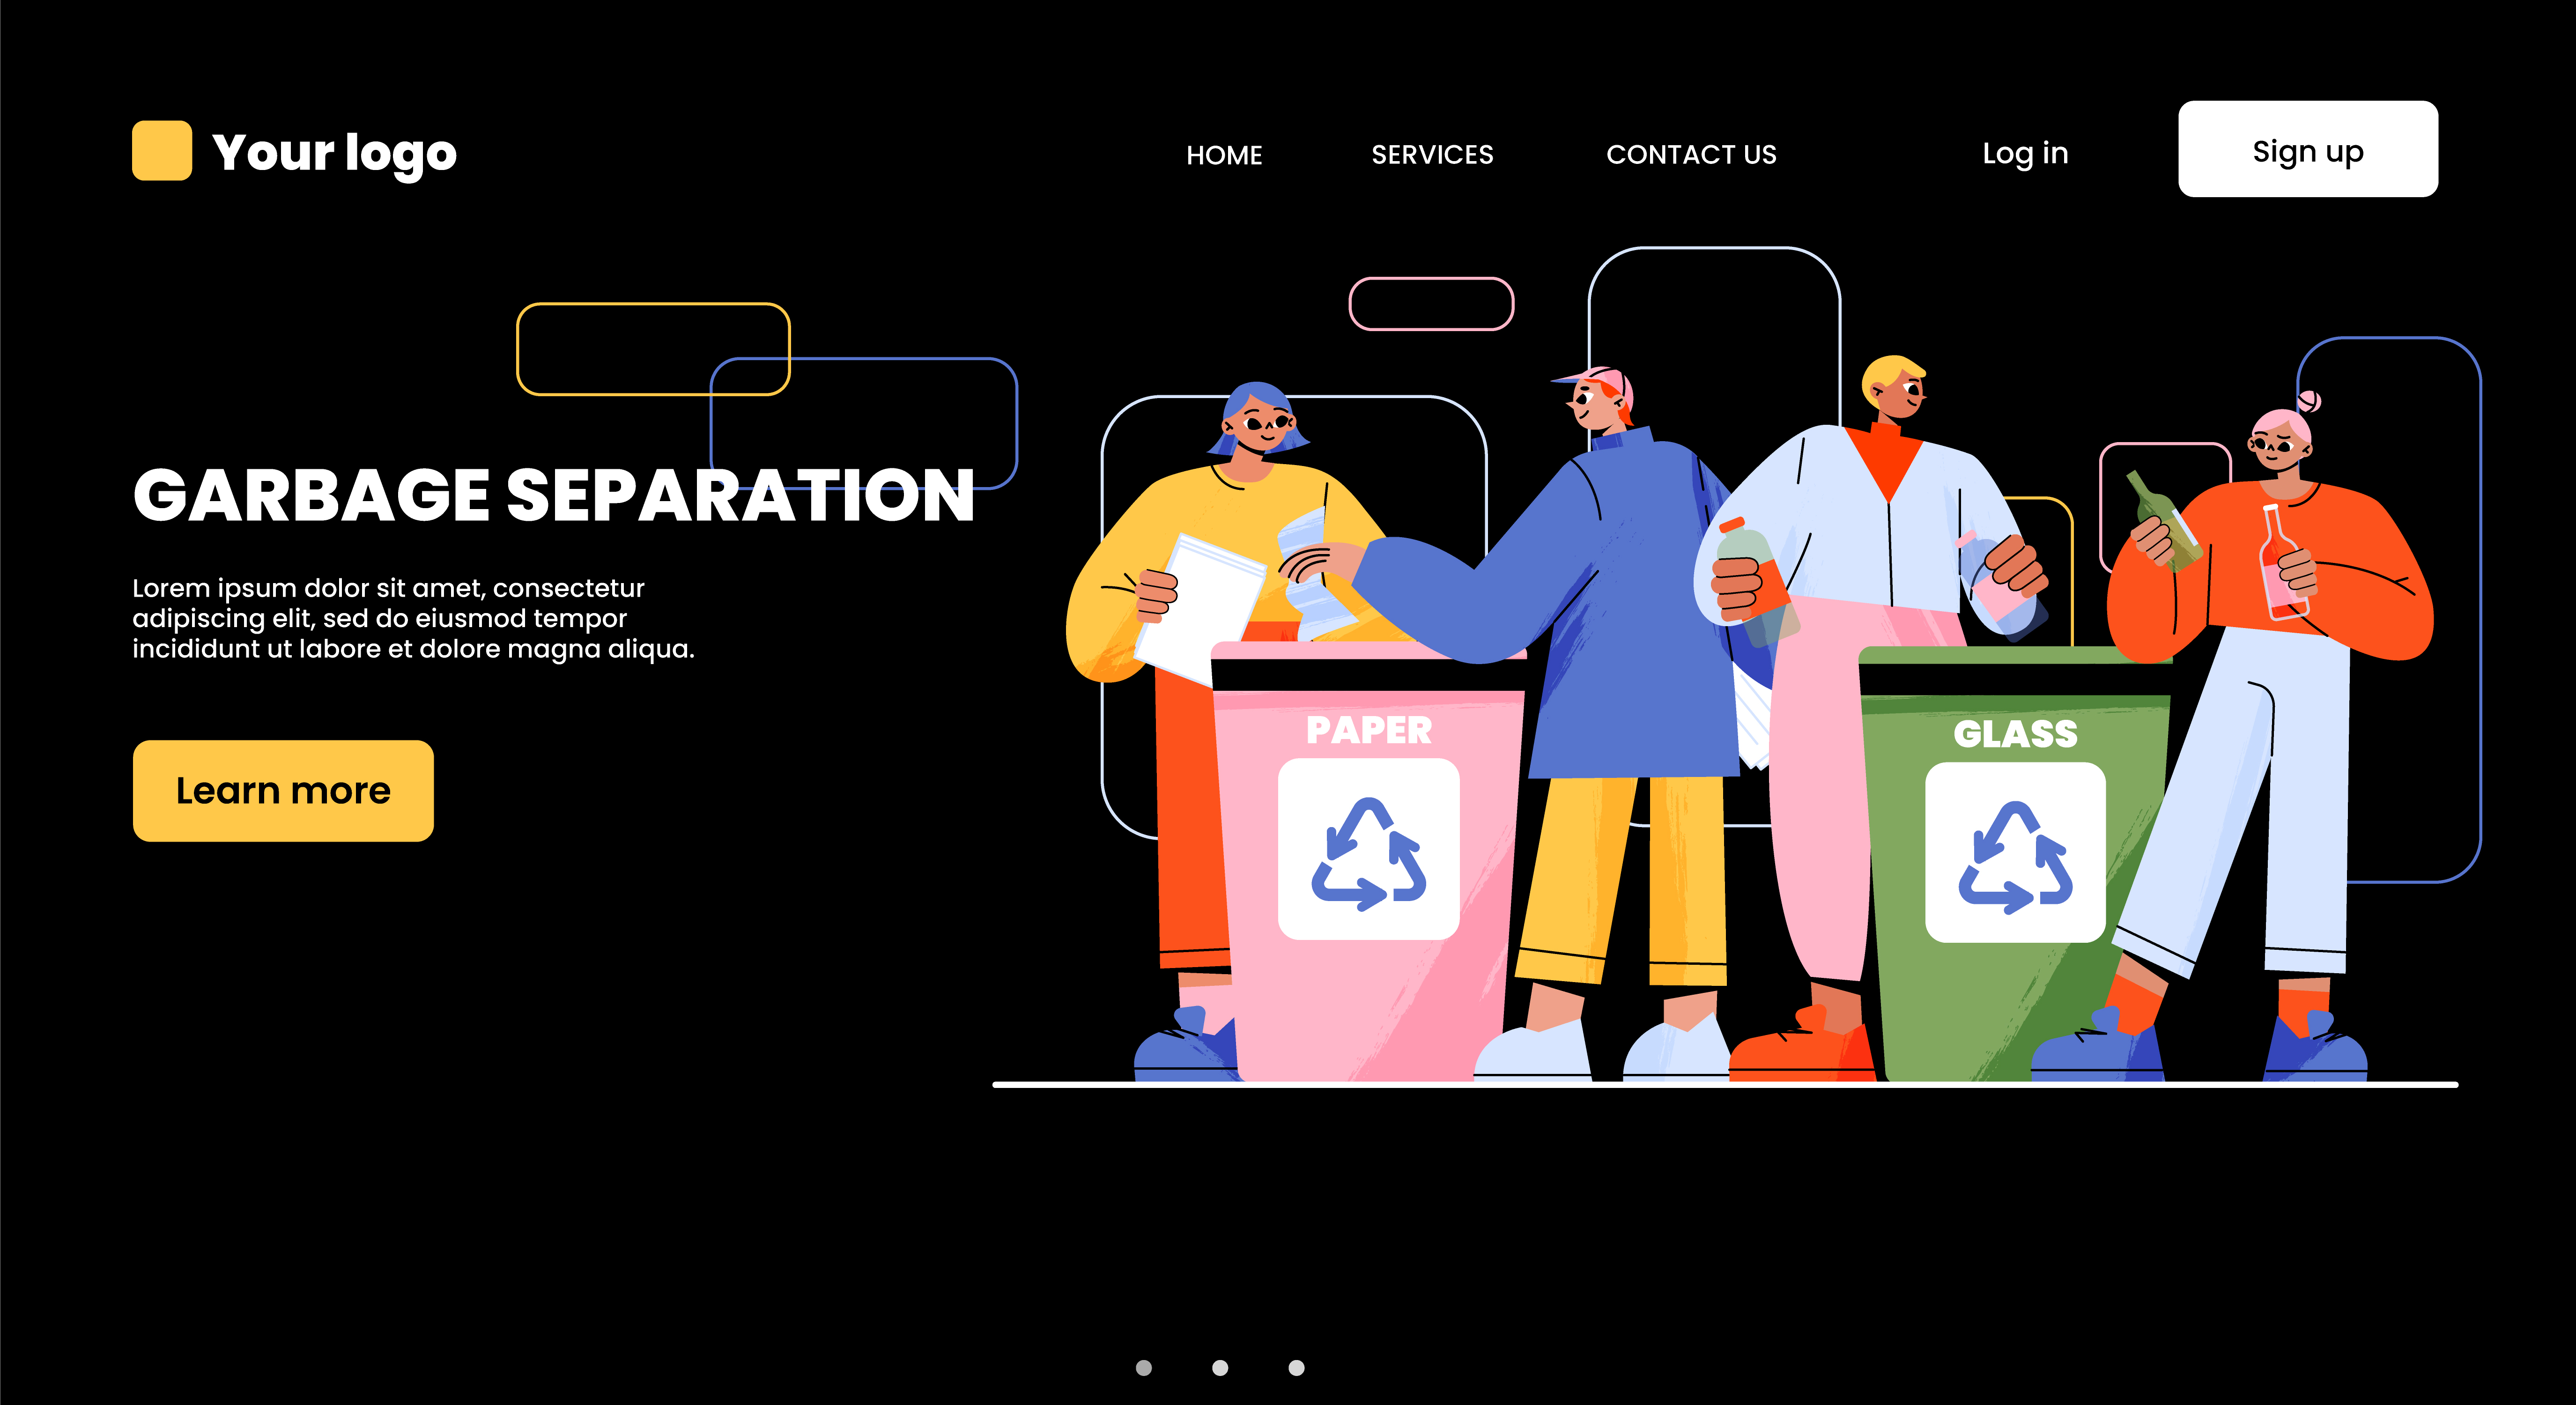 Your logo
HOME
SERVICES
CONTACT US
Log in
Sign up
GARBAGE SEPARATION
Lorem ipsum dolor sit amet, consectetur
adipiscing elit, sed do eiusmod tempor
incididunt ut labore et dolore magna aliqua.
Learn more
PAPER
GLASS